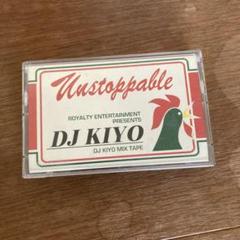 Unstoppable
ROYALTY ENTERTAINMENT
PRESENTS
DJ KIYO
DJ KIYO MIX TAPE